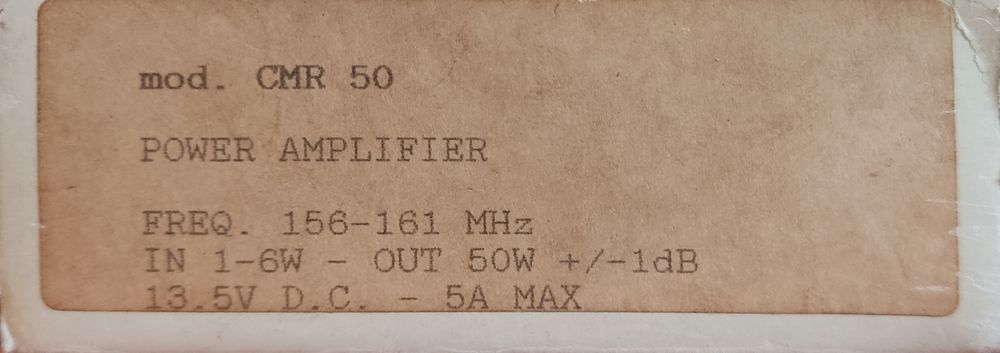 mod. CMR 50
POWER AMPLIFIER
FREQ. 156-161 MHz
IN 1-6W - OUT 50W +/-1dB
13.5V D.C. - 5A MAX